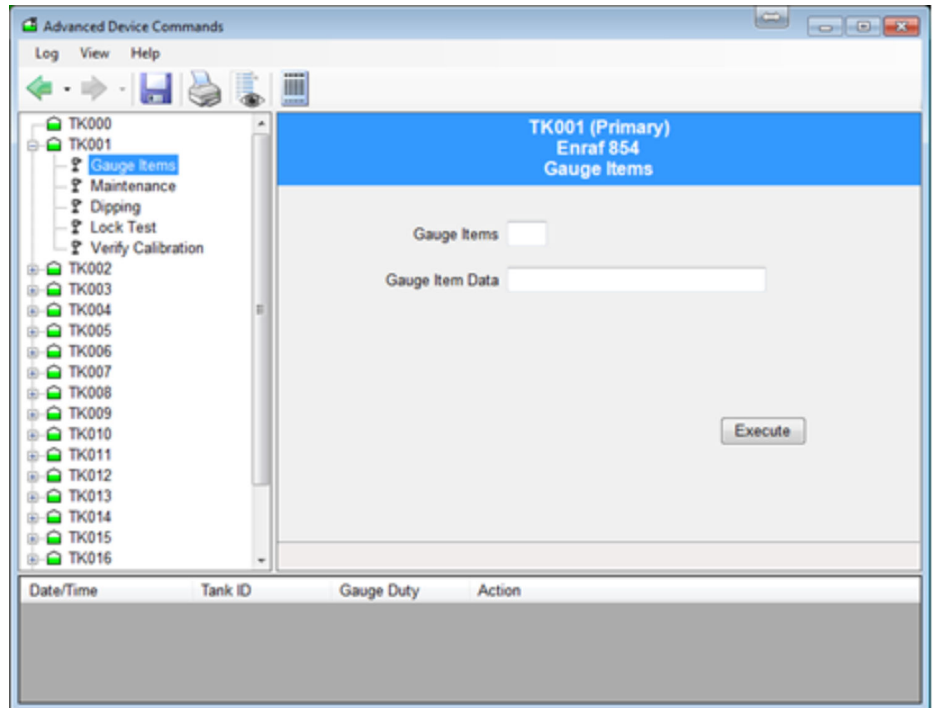 Advanced Device Commands
Log View Help
TK000
TK001
Gauge Items
Maintenance
Dipping
Lock Test
Verify Calibration
TK002
TK003
TK004
TK005
TK006
TK007
TK008
TK009
TK010
TK011
TK012
TK013
TK014
TK015
TK016
TK001 (Primary)
Enraf 854
Gauge Items
Gauge Items
Gauge Item Data
Execute
Date/Time Tank ID Gauge Duty Action